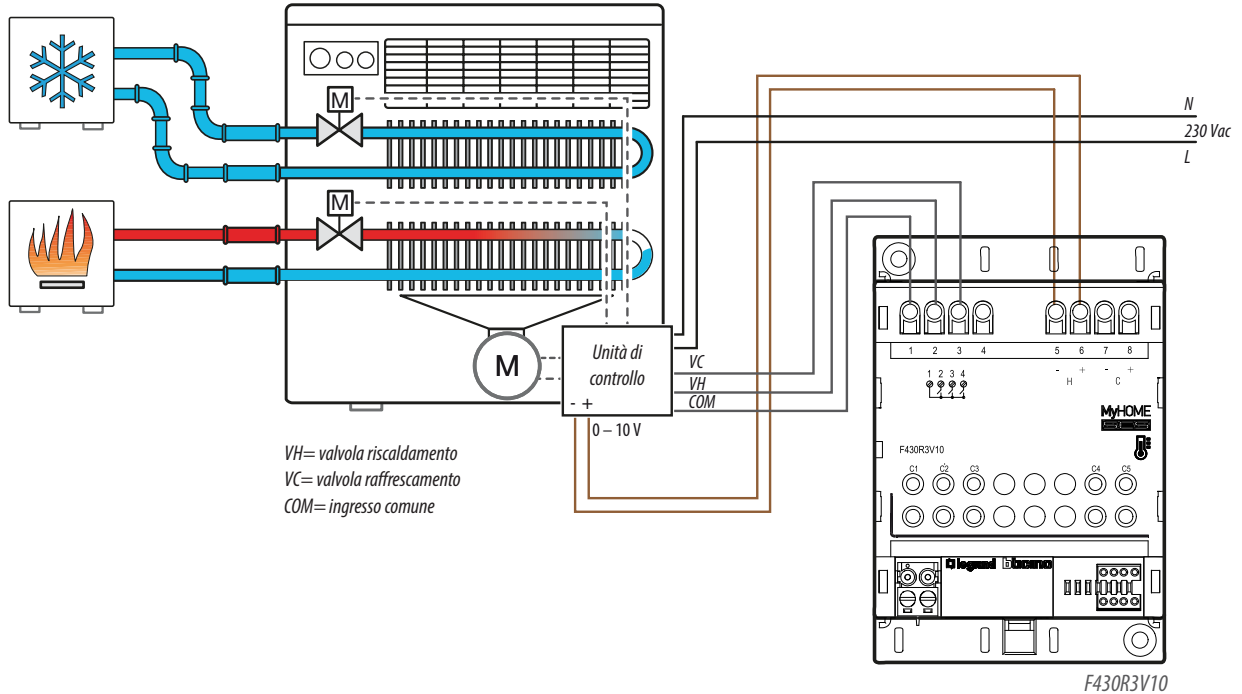 M
M
M
Unità di
controllo
- +
0 – 10 V
VC
VH
COM
N
230 Vac
L
VH= valvola riscaldamento
VC= valvola raffrescamento
COM= ingresso comune
1 2 3 4 5 6 7 8
- + - +
H C
1 2 3 4
MyHOME
SCS
F430R3V10
C1 C2 C3 C4 C5
legrand bticino
F430R3V10